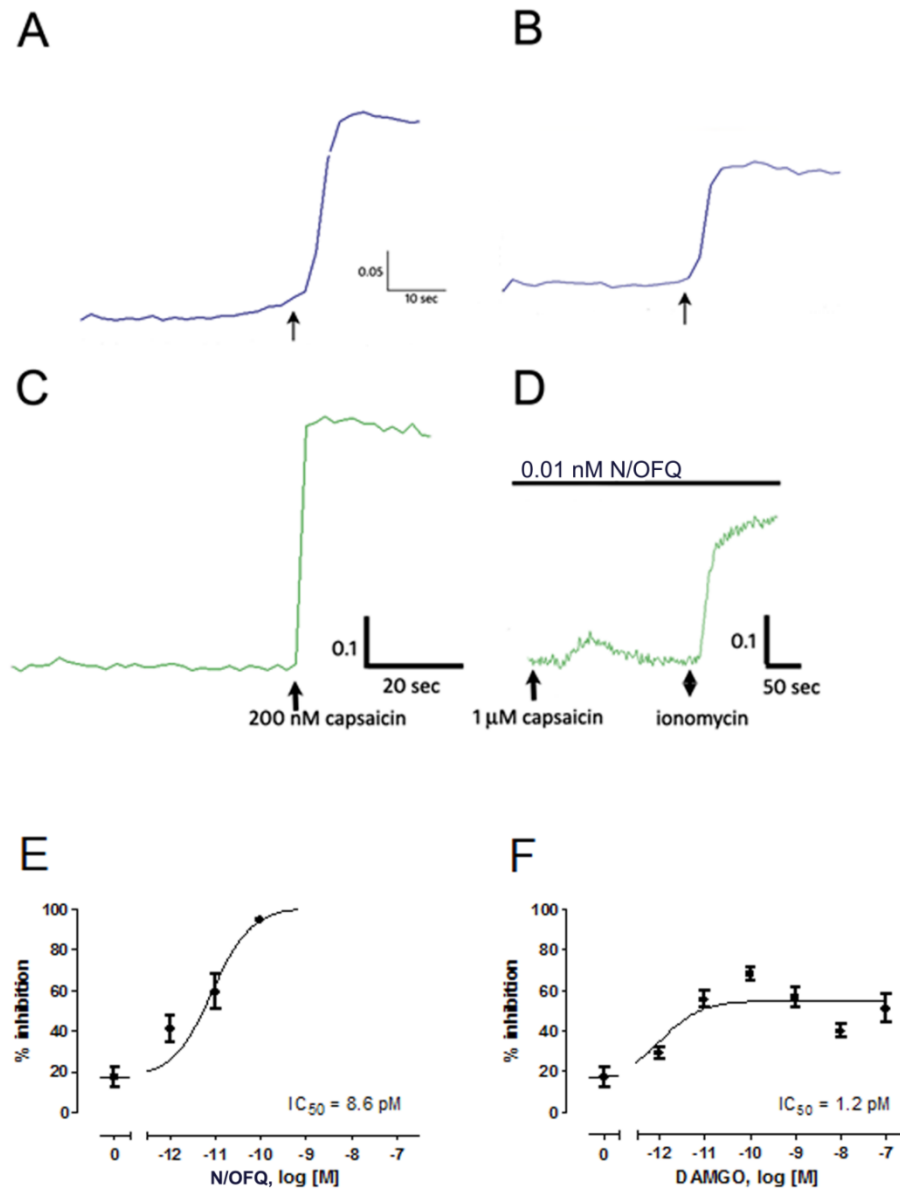 A
B
0.05
10 sec
C
D
0.01 nM N/OFQ
0.1
20 sec
200 nM capsaicin
0.1
50 sec
1 µM capsaicin
ionomycin
E
F
100
80
60
40
20
0
% inhibition
IC50 = 8.6 pM
0 -12 -11 -10 -9 -8 -7
N/OFQ, log [M]
100
80
60
40
20
0
% inhibition
IC50 = 1.2 pM
0 -12 -11 -10 -9 -8 -7
DAMGO, log [M]